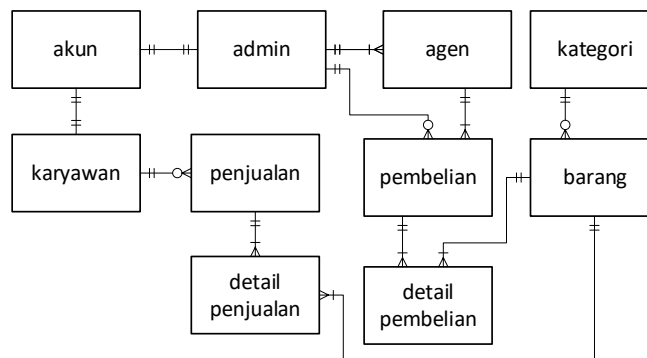 akun
admin
agen
kategori
karyawan
penjualan
pembelian
barang
detail
penjualan
detail
pembelian